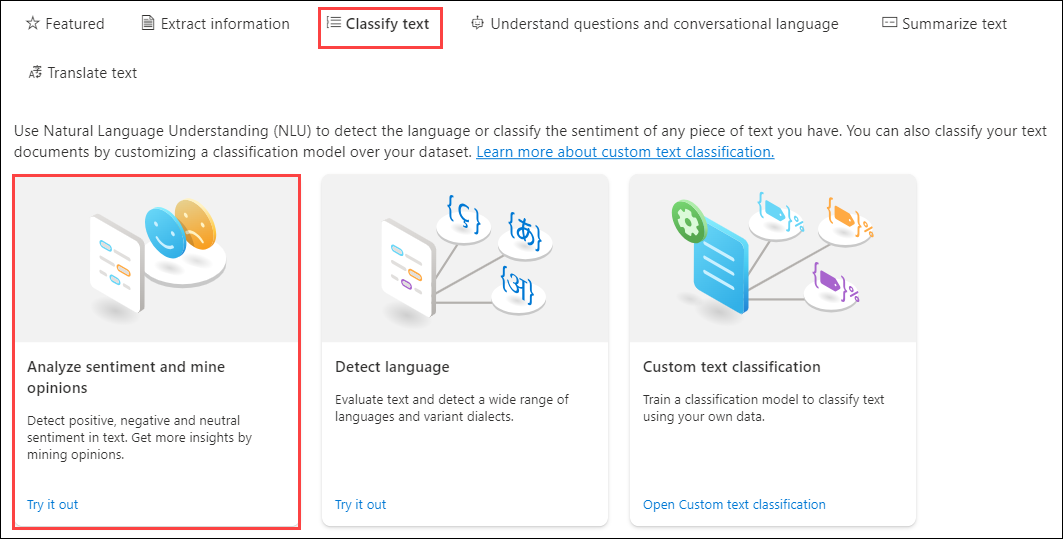 Featured
Extract information
Classify text
Understand questions and conversational language
Summarize text
Translate text
Use Natural Language Understanding (NLU) to detect the language or classify the sentiment of any piece of text you have. You can also classify your text
documents by customizing a classification model over your dataset. Learn more about custom text classification.
Analyze sentiment and mine
opinions
Detect positive, negative and neutral
sentiment in text. Get more insights by
mining opinions.
Try it out
{ç}
{あ}
{अ}
Detect language
Evaluate text and detect a wide range of
languages and variant dialects.
Try it out
{ }%
{ }%
{ }%
Custom text classification
Train a classification model to classify text
using your own data.
Open Custom text classification